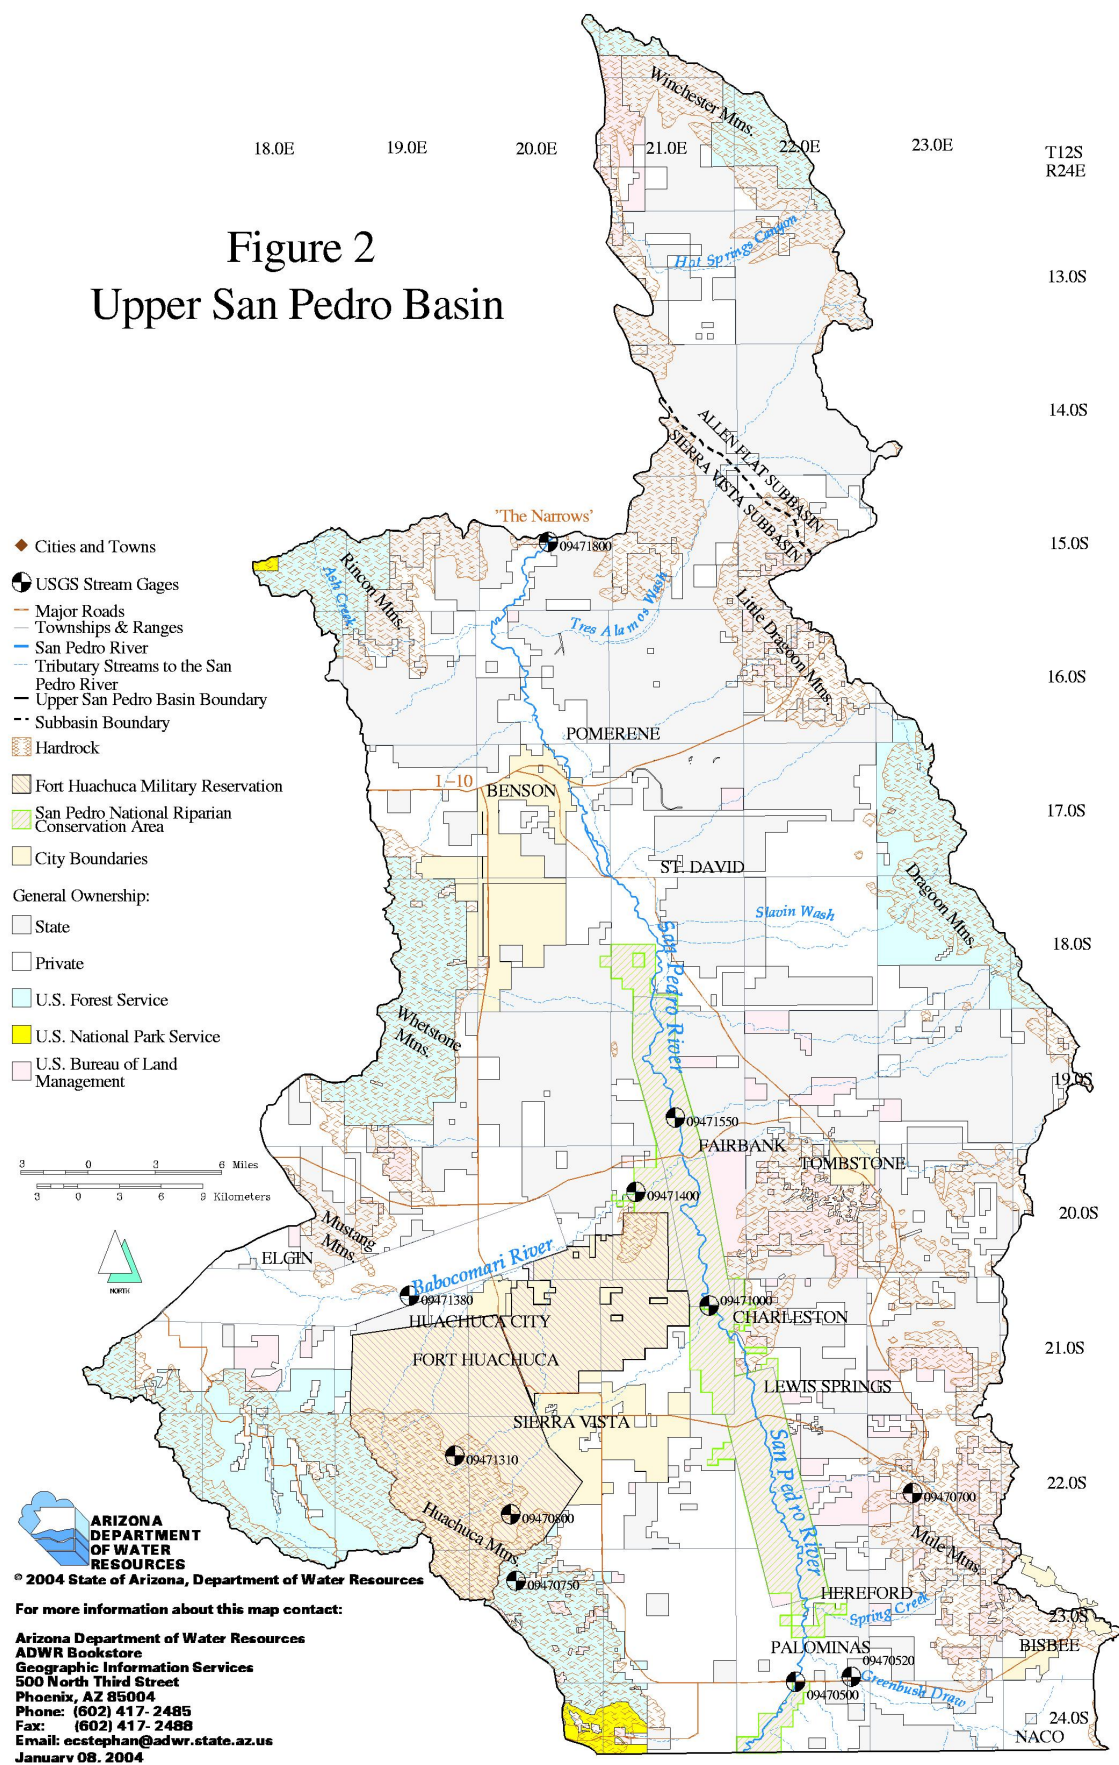 Winchester Mtns.
18.0E
19.0E
20.0E
21.0E
22.0E
23.0E
T12S
R24E
Figure 2
Upper San Pedro Basin
Hot Springs Canyon
13.0S
14.0S
ALLEN FLAT SUBBASIN
SIERRA VISTA SUBBASIN
'The Narrows'
09471800
15.0S
Cities and Towns
USGS Stream Gages
Major Roads
Townships & Ranges
San Pedro River
Tributary Streams to the San
Pedro River
Upper San Pedro Basin Boundary
Subbasin Boundary
Hardrock
Fort Huachuca Military Reservation
San Pedro National Riparian
Conservation Area
City Boundaries
General Ownership:
State
Private
U.S. Forest Service
U.S. National Park Service
U.S. Bureau of Land
Management
Rincon Mtns.
Ash Creek
Tres Alamos Wash
Little Dragoon Mtns.
16.0S
POMERENE
I-10
BENSON
17.0S
ST. DAVID
Dragoon Mtns.
Slavin Wash
18.0S
San Pedro River
Whetstone
Mtns.
19.0S
09471550
FAIRBANK
TOMBSTONE
3 0 3 6 Miles
3 0 3 6 9 Kilometers
09471400
20.0S
Mustang
Mtns.
ELGIN
NORTH
Babocomari River
09471380
HUACHUCA CITY
09471000
CHARLESTON
21.0S
FORT HUACHUCA
LEWIS SPRINGS
SIERRA VISTA
San Pedro River
09471310
22.0S
09470700
09470800
Huachuca Mtns.
Mule Mtns.
ARIZONA
DEPARTMENT
OF WATER
RESOURCES
© 2004 State of Arizona, Department of Water Resources
09470750
HEREFORD
Spring Creek
23.0S
BISBEE
PALOMINAS
09470520
Greenbush Draw
09470500
24.0S
NACO
For more information about this map contact:
Arizona Department of Water Resources
ADWR Bookstore
Geographic Information Services
500 North Third Street
Phoenix, AZ 85004
Phone: (602) 417-2485
Fax: (602) 417-2488
Email: ecstephan@adwr.state.az.us
January 08, 2004